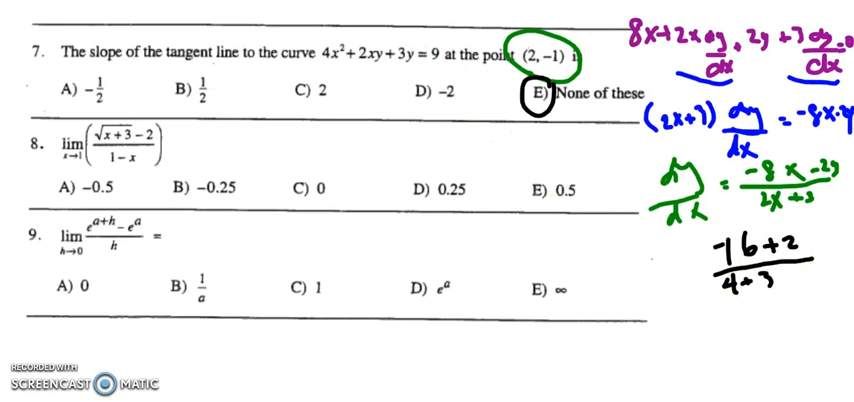 7. The slope of the tangent line to the curve 4x² + 2xy + 3y = 9 at the point (2, −1) i
A) −1/2 B) 1/2 C) 2 D) −2 E) None of these
8. lim x→1 ((√(x+3) − 2)/(1 − x))
A) −0.5 B) −0.25 C) 0 D) 0.25 E) 0.5
9. lim h→0 (e^(a+h) − e^a)/h =
A) 0 B) 1/a C) 1 D) e^a E) ∞
8x+2x dy/dx + 2y + 3 dy/dx = 0
(2x+3) dy/dx = -8x-2y
dy/dx = (-8x-2y)/(2x+3)
(-16+2)/(4+3)
RECORDED WITH
SCREENCAST MATIC